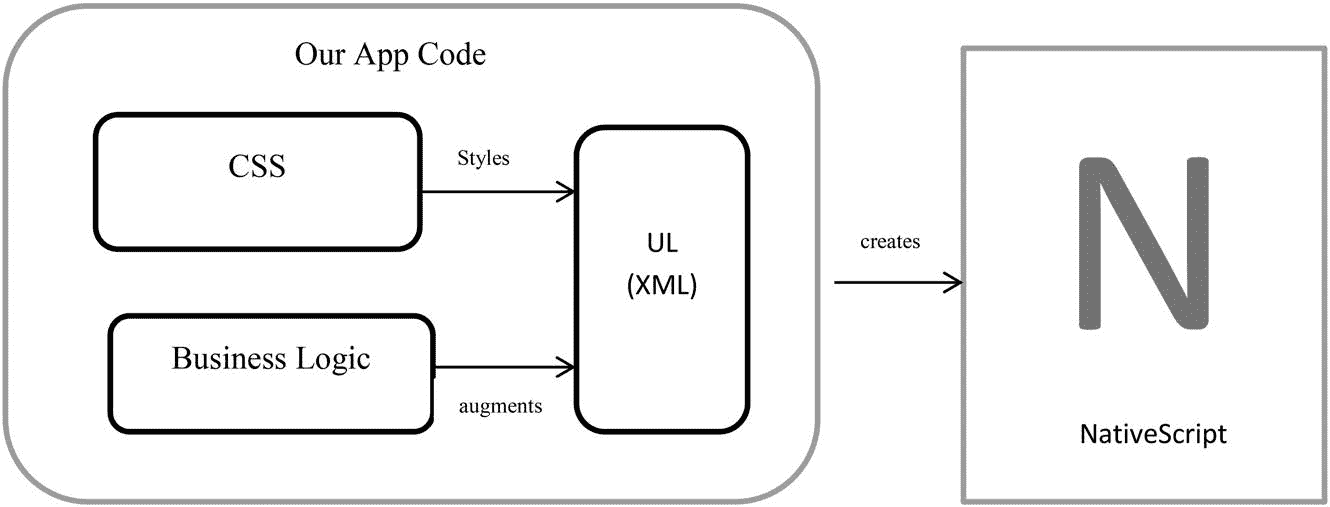 Our App Code
CSS
Styles
UL
(XML)
Business Logic
augments
creates
N
NativeScript